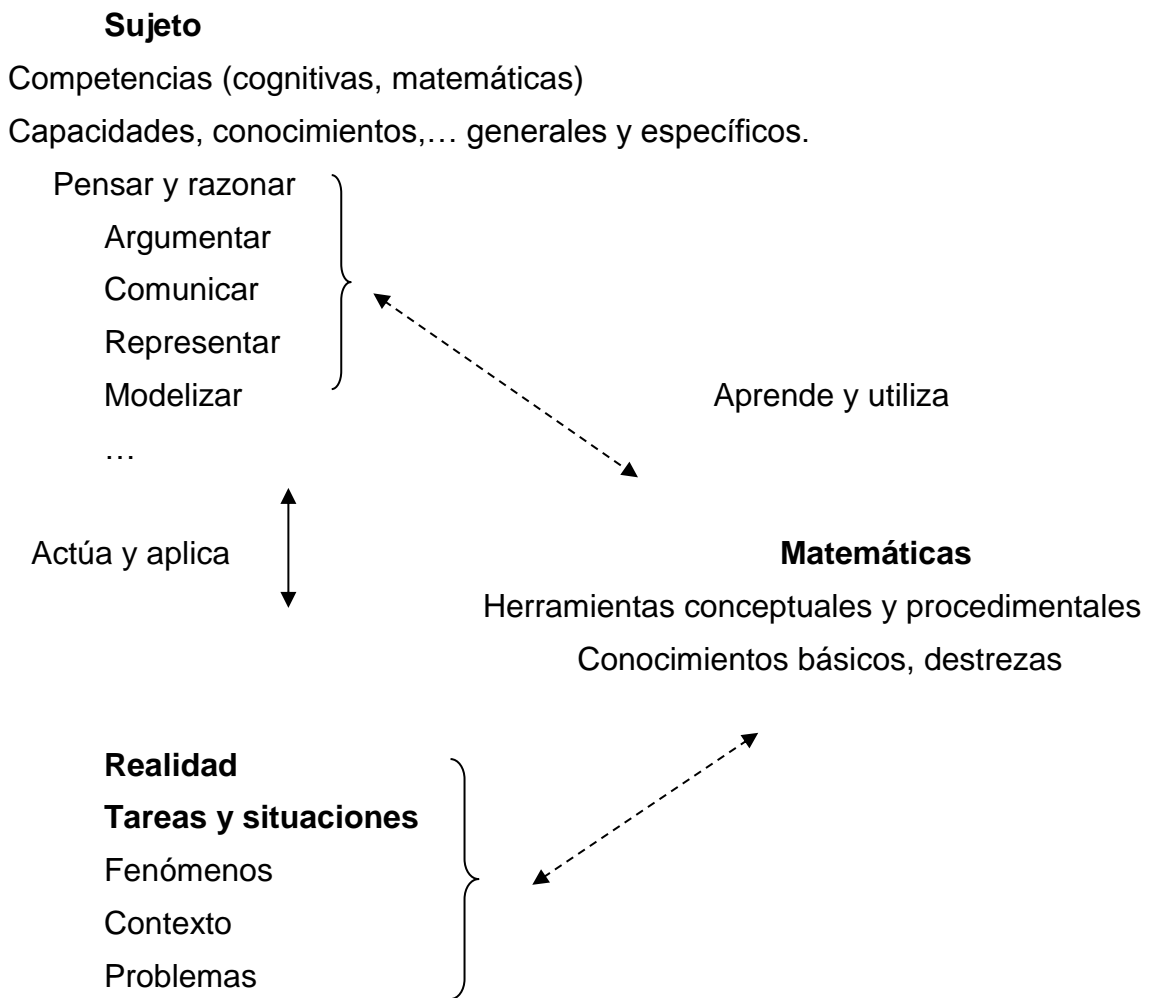 Sujeto
Competencias (cognitivas, matemáticas)
Capacidades, conocimientos,… generales y específicos.
Pensar y razonar
Argumentar
Comunicar
Representar
Modelizar
Aprende y utiliza
…
Actúa y aplica
Matemáticas
Herramientas conceptuales y procedimentales
Conocimientos básicos, destrezas
Realidad
Tareas y situaciones
Fenómenos
Contexto
Problemas